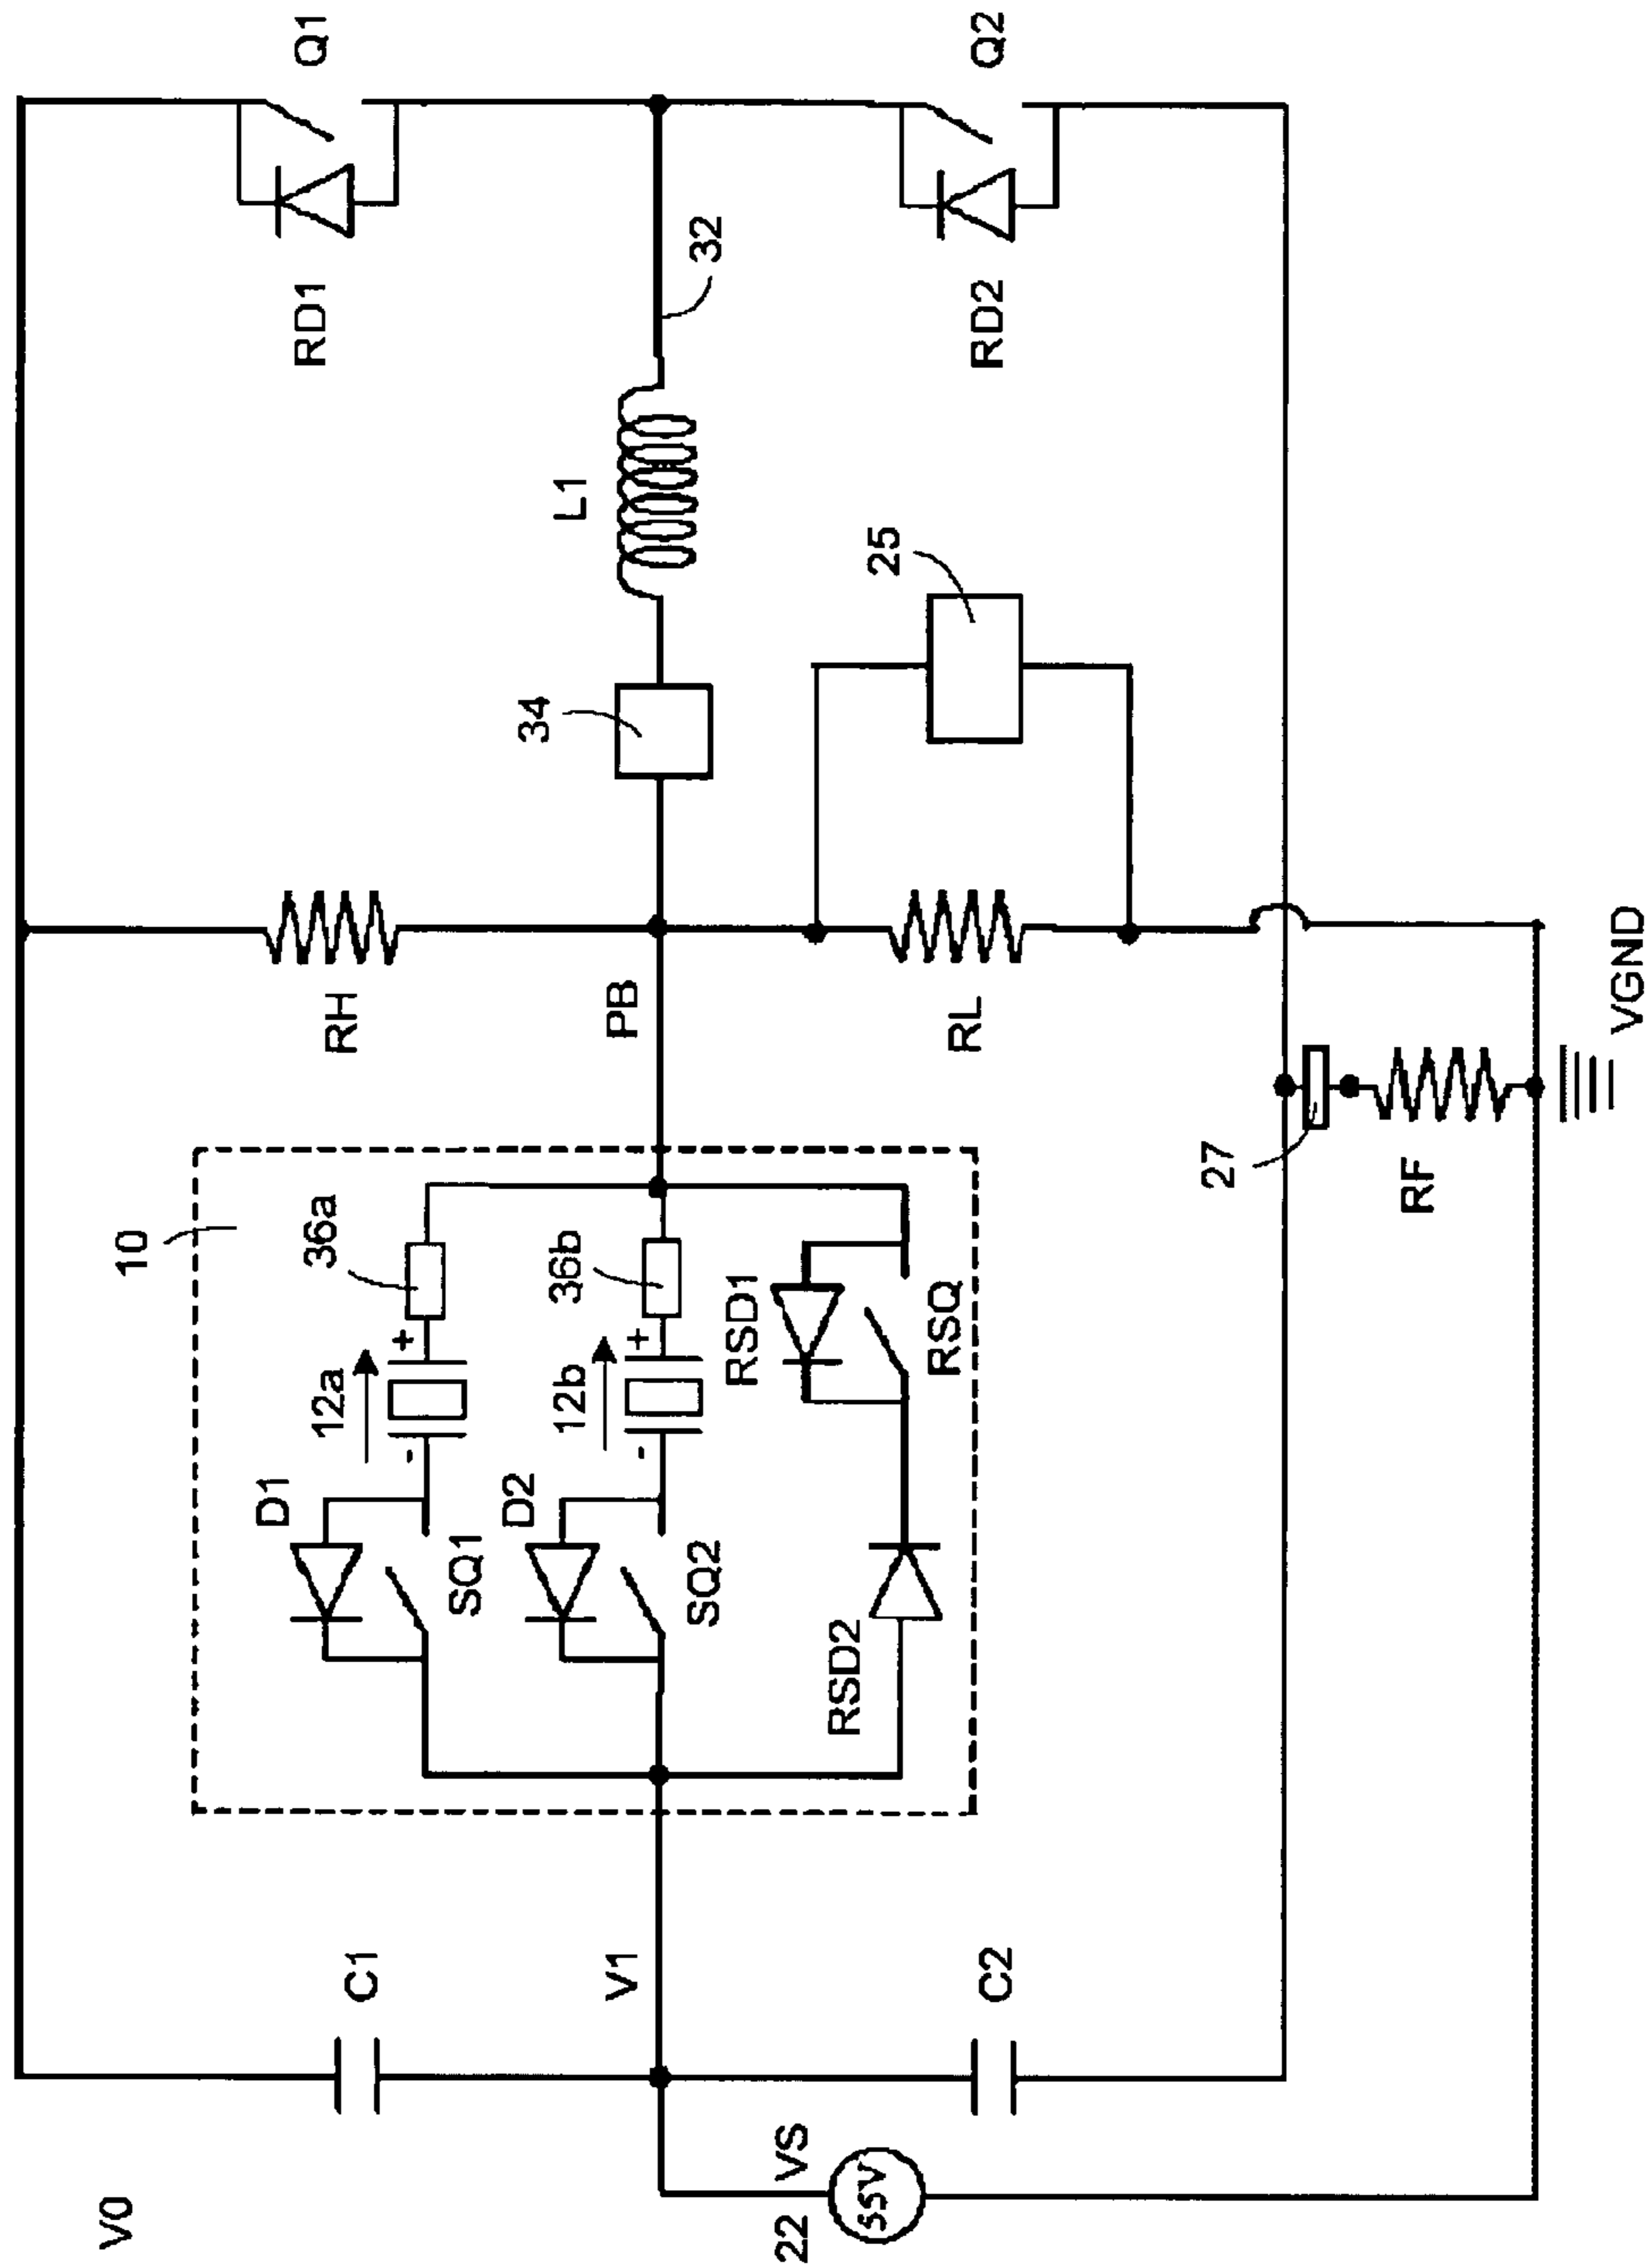 V0
C1
10
D1
12a
36a
+
-
SQ1
RH
RD1
Q1
V1
D2
12b
36b
+
-
SQ2
PB
34
L1
32
22
VS
55V
C2
RSD2
RSD1
RSQ
RL
25
RD2
Q2
27
RF
VGND